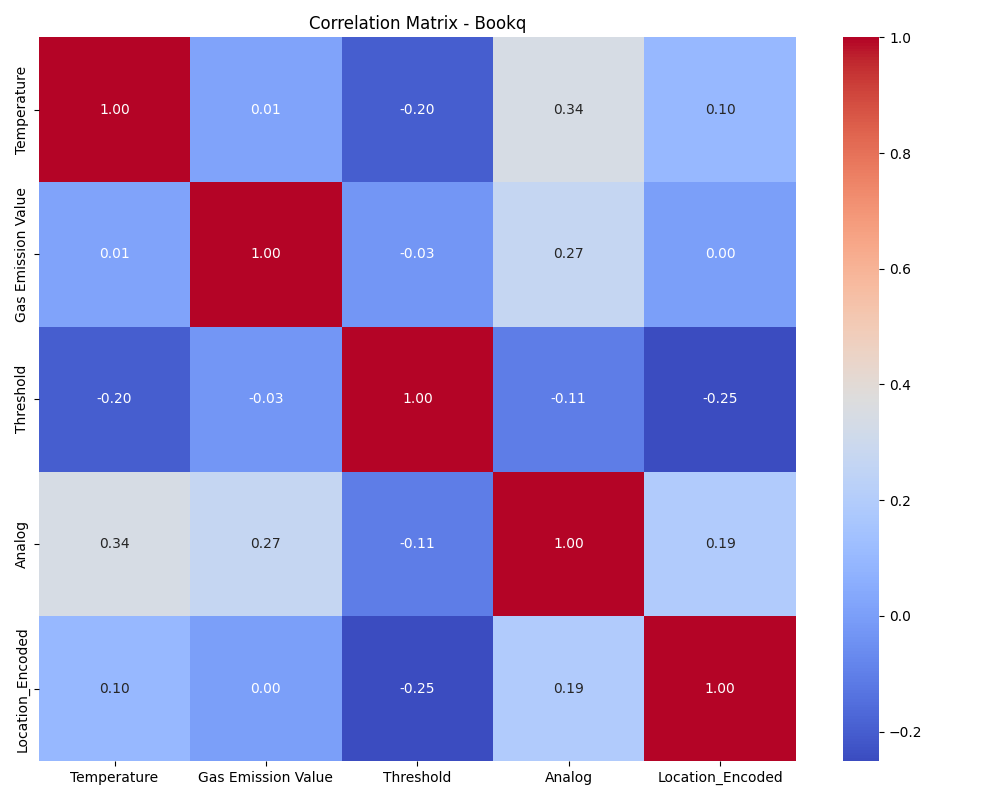 Correlation Matrix - Bookq
Temperature 1.00 0.01 -0.20 0.34 0.10
Gas Emission Value 0.01 1.00 -0.03 0.27 0.00
Threshold -0.20 -0.03 1.00 -0.11 -0.25
Analog 0.34 0.27 -0.11 1.00 0.19
Location_Encoded 0.10 0.00 -0.25 0.19 1.00
Temperature Gas Emission Value Threshold Analog Location_Encoded
1.0
0.8
0.6
0.4
0.2
0.0
−0.2